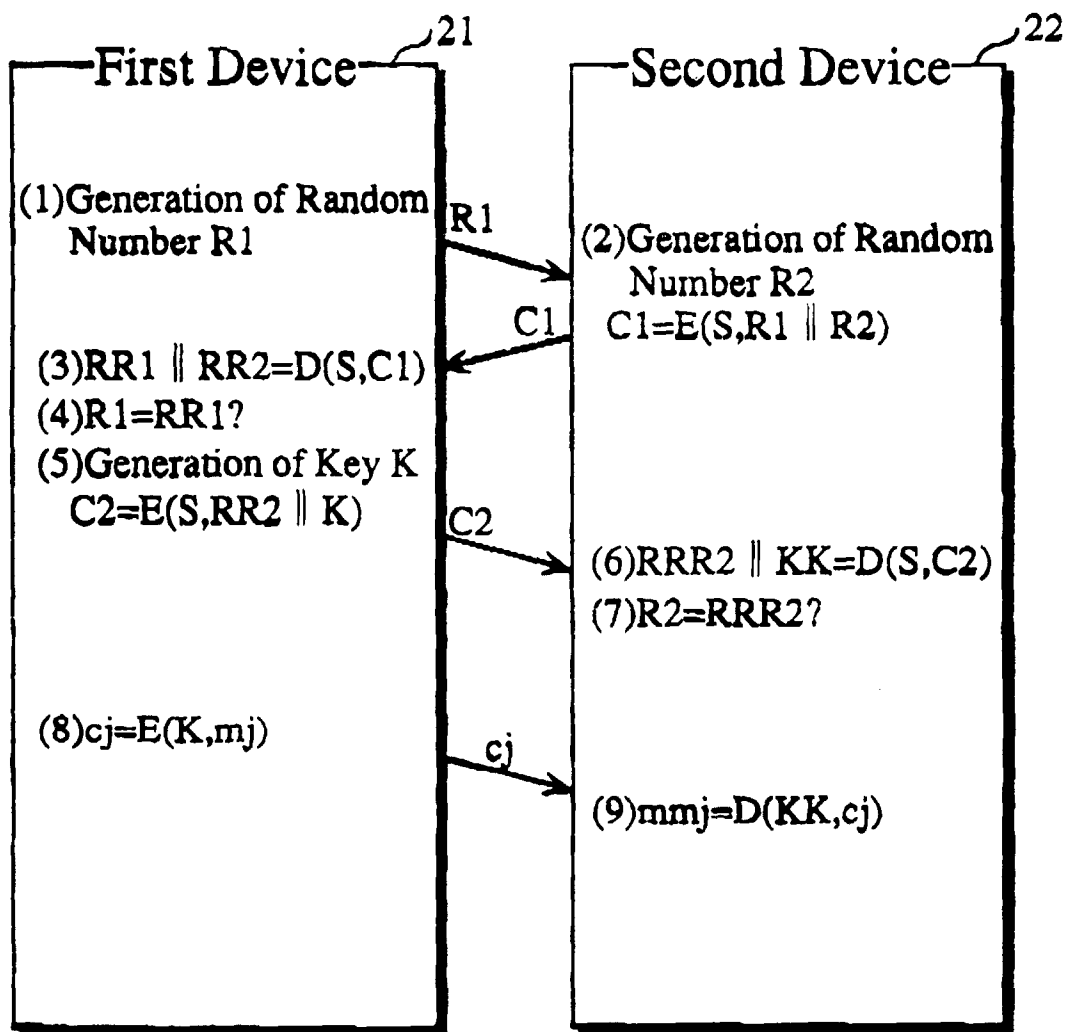 21
22
First Device
Second Device
(1)Generation of Random
Number R1
R1
(2)Generation of Random
Number R2
C1=E(S,R1 ∥ R2)
C1
(3)RR1 ∥ RR2=D(S,C1)
(4)R1=RR1?
(5)Generation of Key K
C2=E(S,RR2 ∥ K)
C2
(6)RRR2 ∥ KK=D(S,C2)
(7)R2=RRR2?
(8)cj=E(K,mj)
cj
(9)mmj=D(KK,cj)